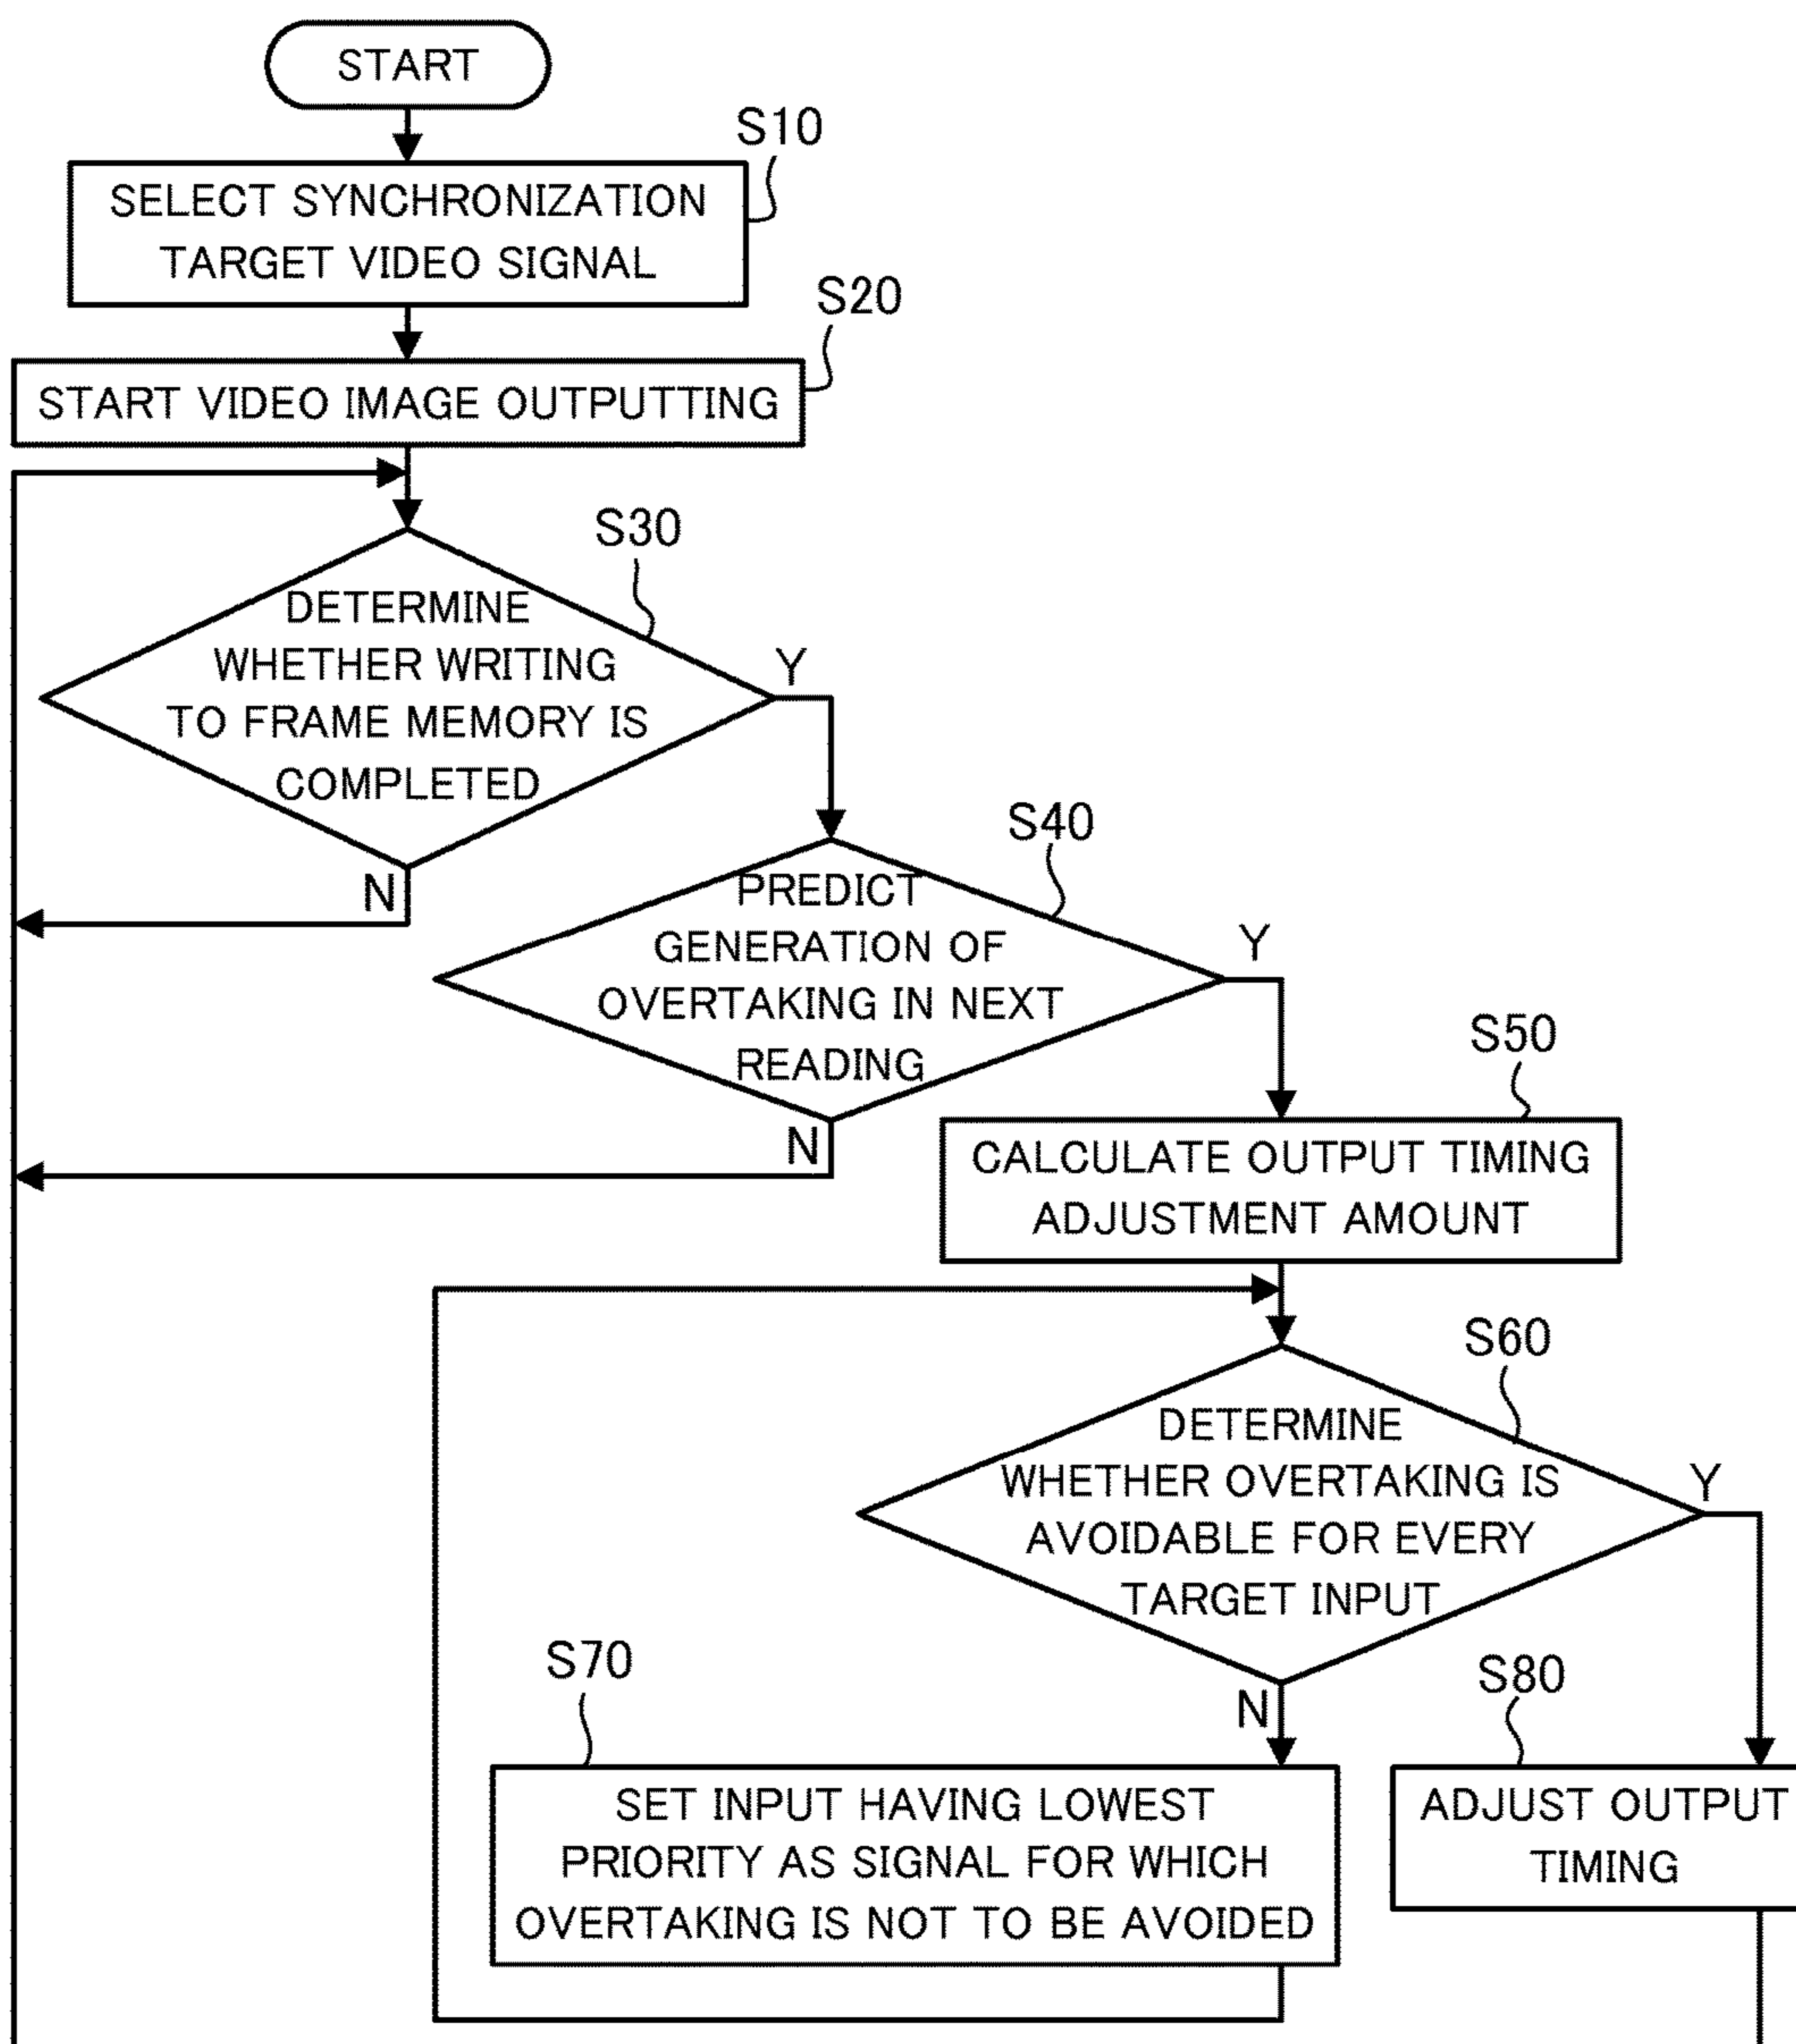 START
S10
SELECT SYNCHRONIZATION
TARGET VIDEO SIGNAL
S20
START VIDEO IMAGE OUTPUTTING
S30
DETERMINE
WHETHER WRITING
TO FRAME MEMORY IS
COMPLETED
Y
N
S40
PREDICT
GENERATION OF
OVERTAKING IN NEXT
READING
Y
N
S50
CALCULATE OUTPUT TIMING
ADJUSTMENT AMOUNT
S60
DETERMINE
WHETHER OVERTAKING IS
AVOIDABLE FOR EVERY
TARGET INPUT
Y
N
S70
SET INPUT HAVING LOWEST
PRIORITY AS SIGNAL FOR WHICH
OVERTAKING IS NOT TO BE AVOIDED
S80
ADJUST OUTPUT
TIMING